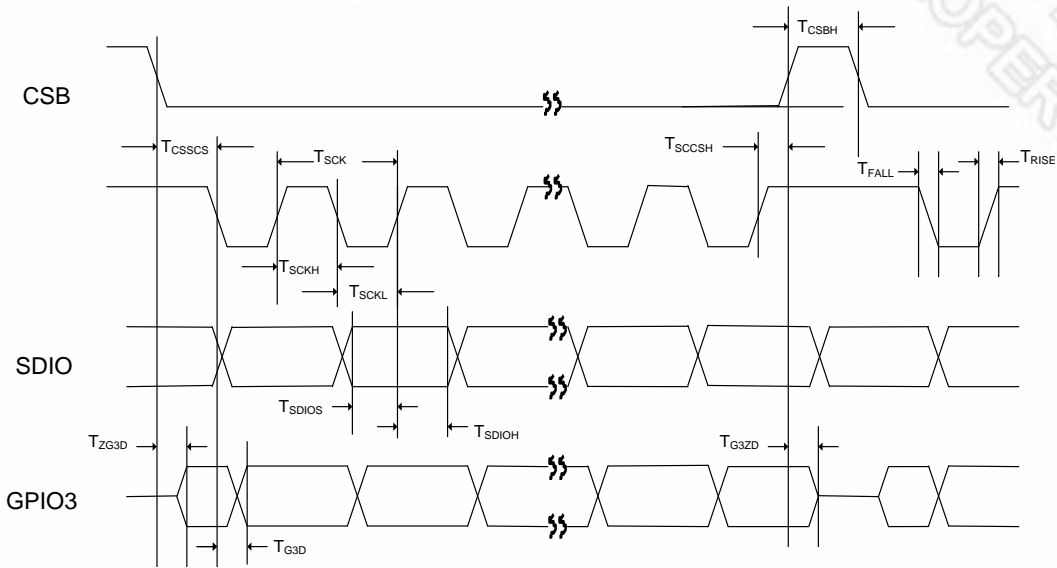 T_CSBH
CSB
T_CSSCS
T_SCK
T_SCCSH
T_FALL
T_RISE
T_SCKH
T_SCKL
SDIO
T_SDIOS
T_SDIOH
T_ZG3D
T_G3ZD
GPIO3
T_G3D